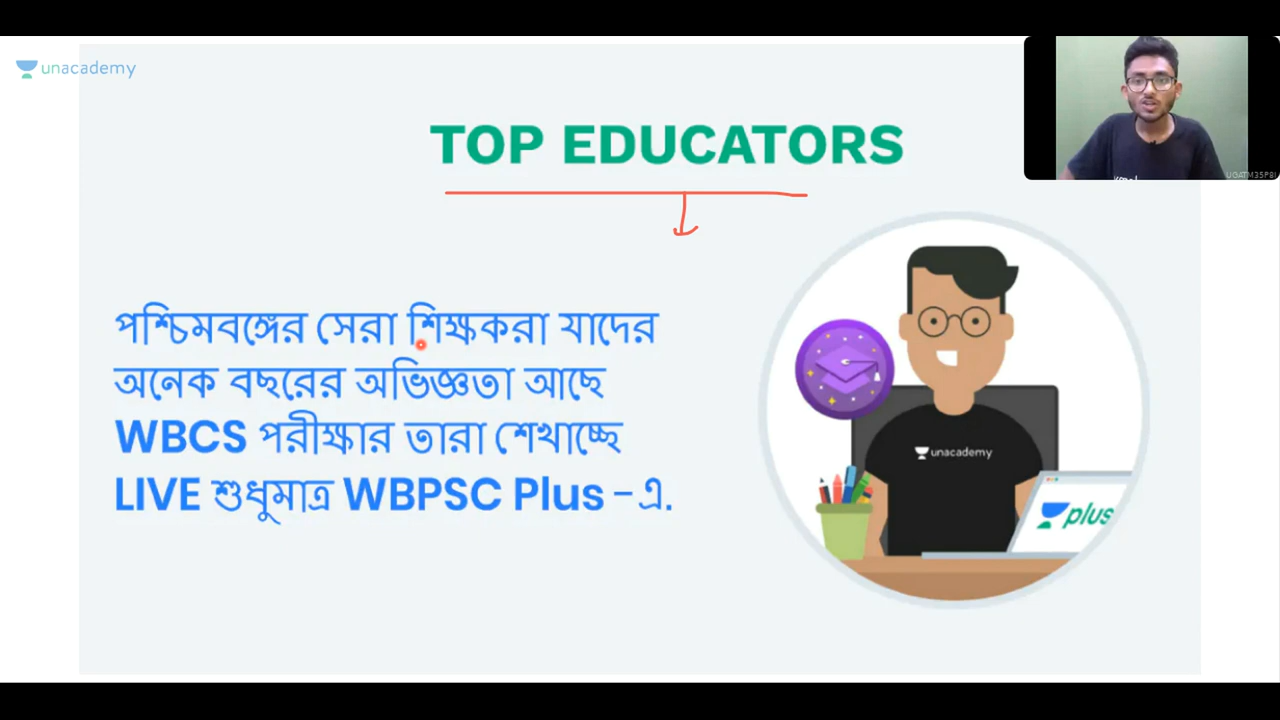 unacademy
TOP EDUCATORS
পশ্চিমবঙ্গের সেরা শিক্ষকরা যাদের
অনেক বছরের অভিজ্ঞতা আছে
WBCS পরীক্ষার তারা শেখাচ্ছে
LIVE শুধুমাত্র WBPSC Plus -এ.
unacademy
plus